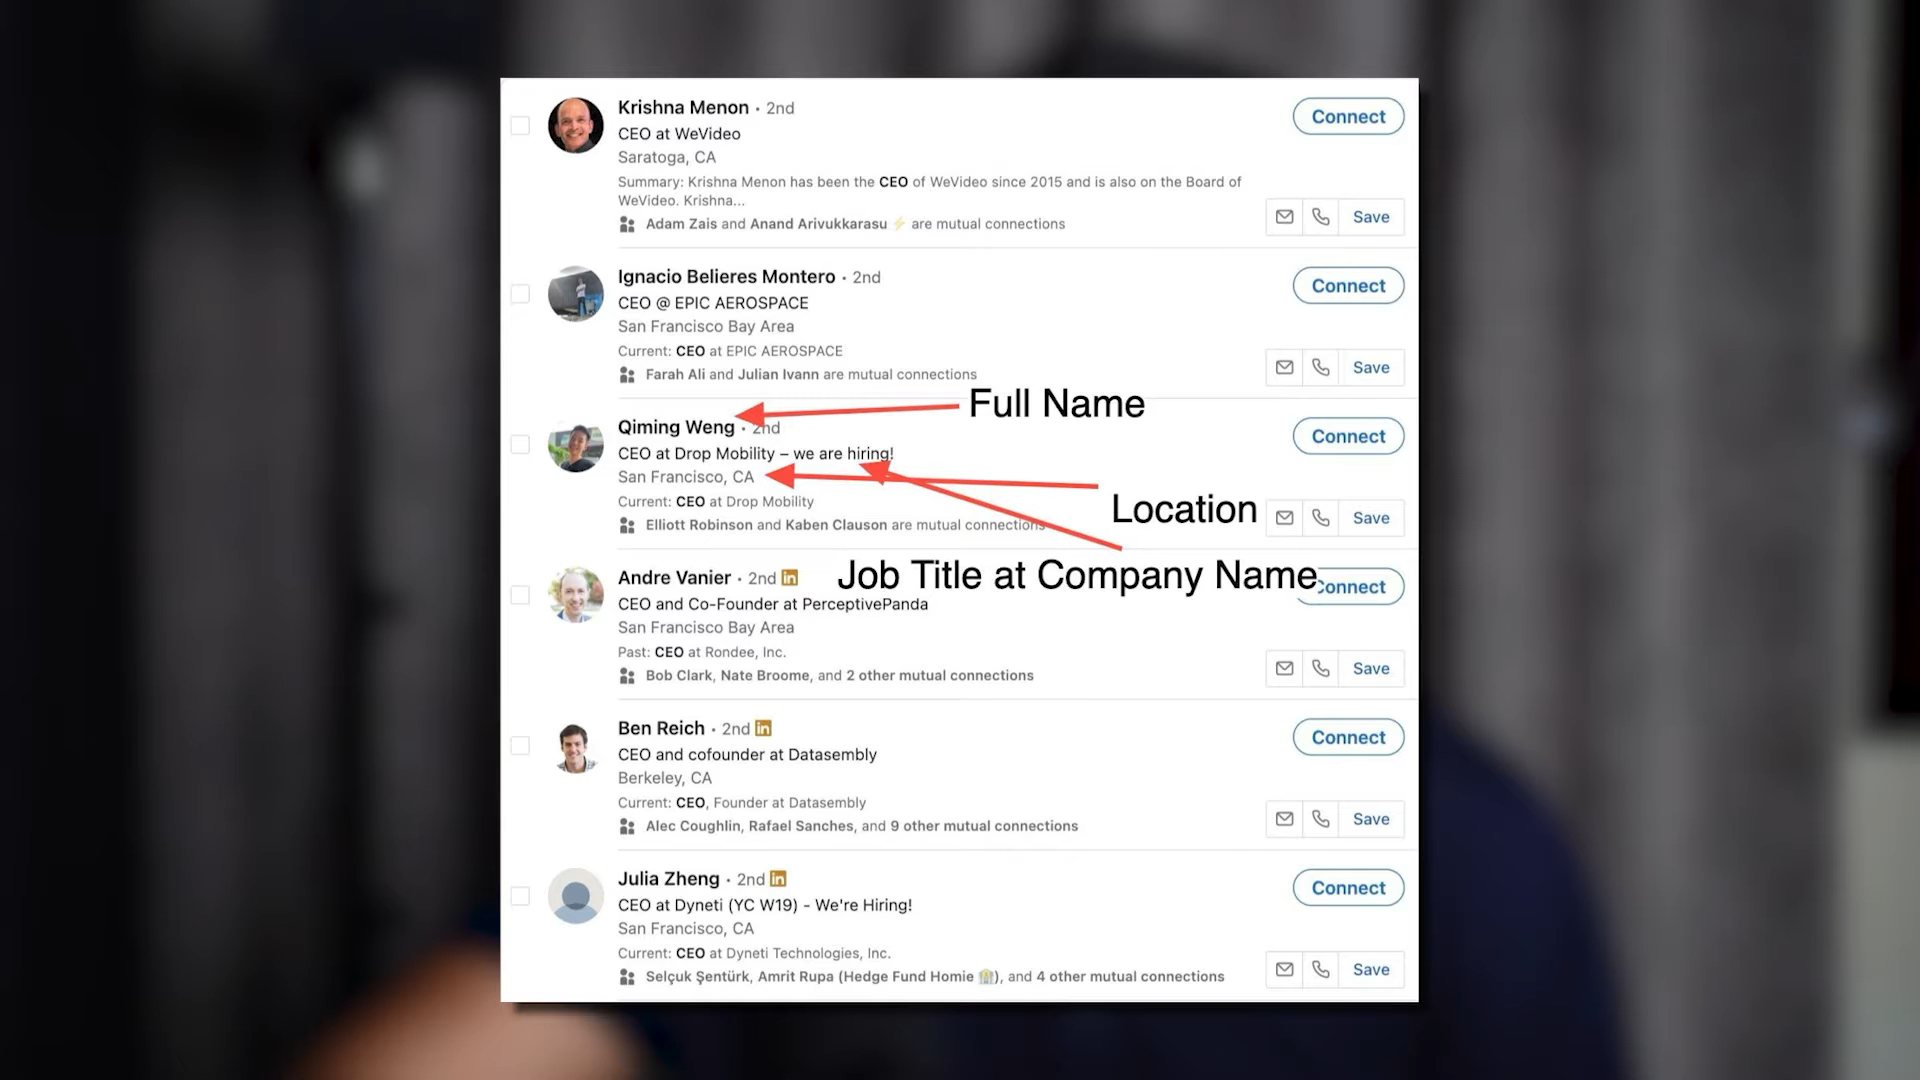 Krishna Menon · 2nd
Connect
CEO at WeVideo
Saratoga, CA
Summary: Krishna Menon has been the CEO of WeVideo since 2015 and is also on the Board of
WeVideo. Krishna...
Adam Zais and Anand Arivukkarasu ⚡ are mutual connections
Save
Ignacio Belieres Montero · 2nd
Connect
CEO @ EPIC AEROSPACE
San Francisco Bay Area
Current: CEO at EPIC AEROSPACE
Farah Ali and Julian Ivann are mutual connections
Save
Full Name
Qiming Weng · 2nd
Connect
CEO at Drop Mobility – we are hiring!
San Francisco, CA
Current: CEO at Drop Mobility
Location
Elliott Robinson and Kaben Clauson are mutual connections
Save
Job Title at Company Name
Andre Vanier · 2nd in
Connect
CEO and Co-Founder at PerceptivePanda
San Francisco Bay Area
Past: CEO at Rondee, Inc.
Bob Clark, Nate Broome, and 2 other mutual connections
Save
Ben Reich · 2nd in
Connect
CEO and cofounder at Datasembly
Berkeley, CA
Current: CEO, Founder at Datasembly
Alec Coughlin, Rafael Sanches, and 9 other mutual connections
Save
Julia Zheng · 2nd in
Connect
CEO at Dyneti (YC W19) - We're Hiring!
San Francisco, CA
Current: CEO at Dyneti Technologies, Inc.
Selçuk Şentürk, Amrit Rupa (Hedge Fund Homie 🏦), and 4 other mutual connections
Save